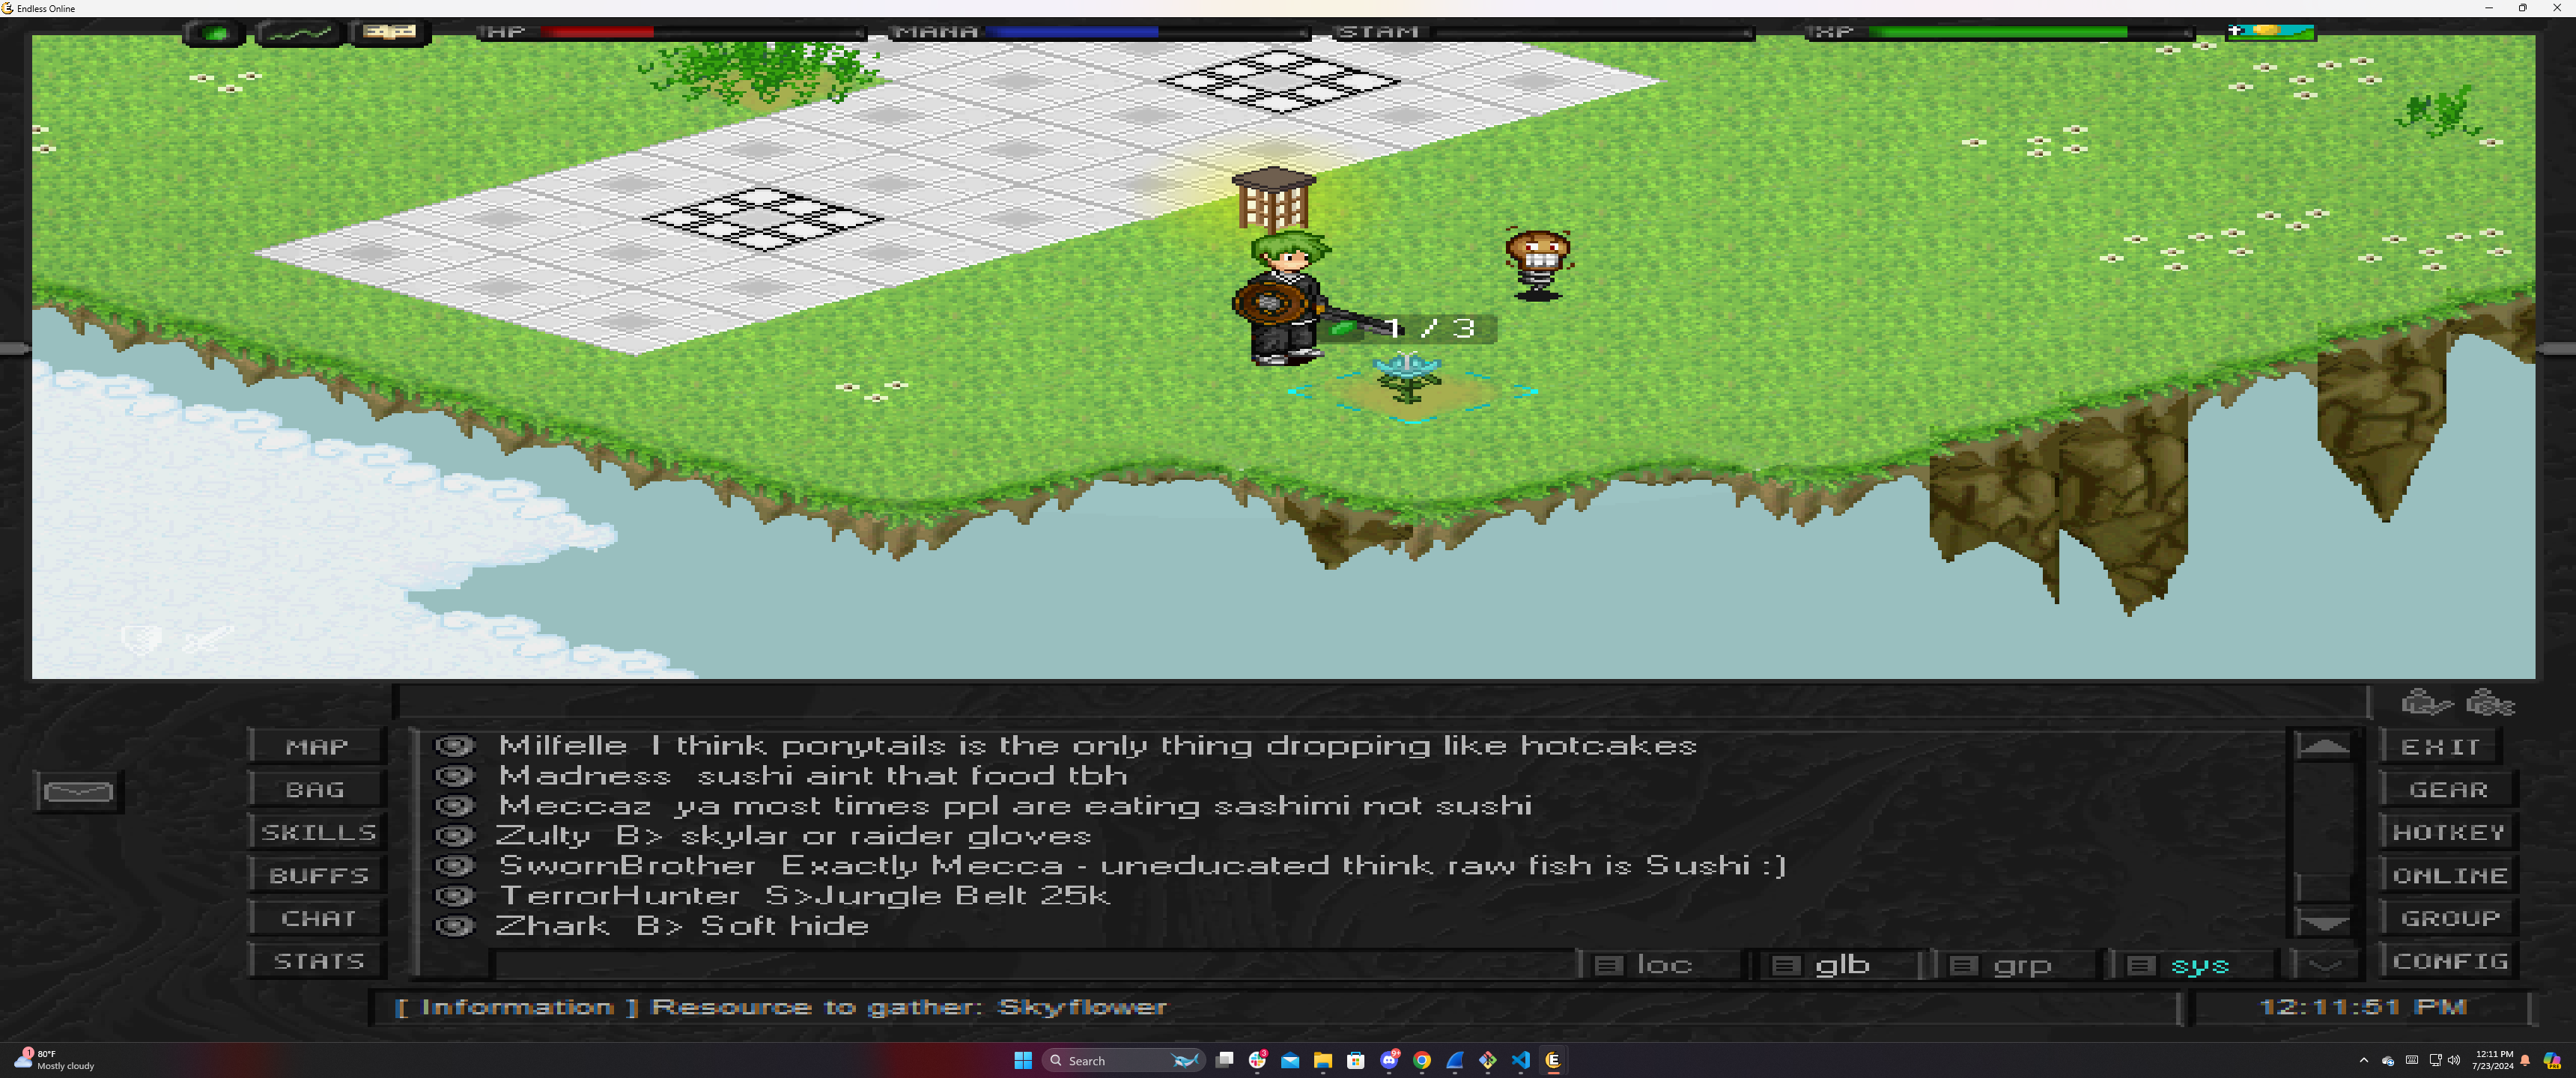 Endless Online
HP
MANA
STAM
XP
1 / 3
MAP
BAG
SKILLS
BUFFS
CHAT
STATS
Milfelle I think ponytails is the only thing dropping like hotcakes
Madness sushi aint that food tbh
Meccaz ya most times ppl are eating sashimi not sushi
Zulty B> skylar or raider gloves
SwornBrother Exactly Mecca - uneducated think raw fish is Sushi :)
TerrorHunter S>Jungle Belt 25k
Zhark B> Soft hide
EXIT
GEAR
HOTKEY
ONLINE
GROUP
CONFIG
loc glb grp sys
[ Information ] Resource to gather: Skyflower
12:11:51 PM
1
80°F
Mostly cloudy
Search
3
9+
12:11 PM
7/23/2024